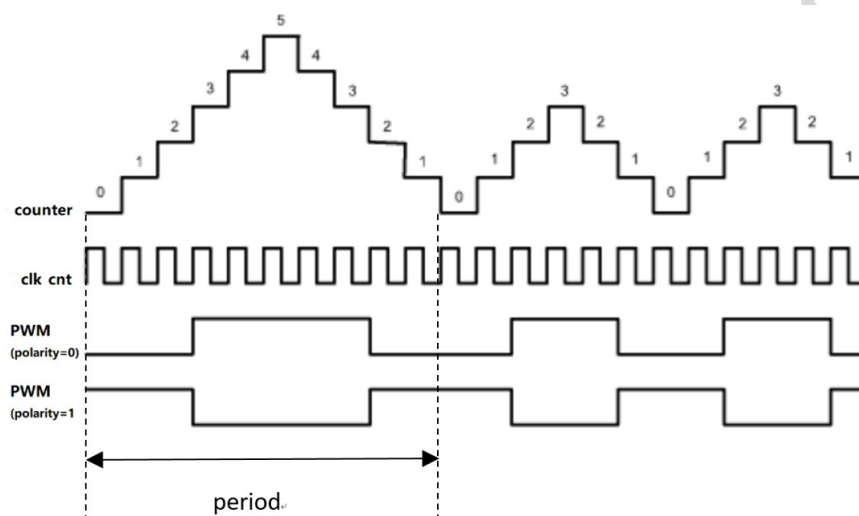 5
4 4
3 3 3 3
2 2 2 2 2 2
1 1 1 1 1 1
0 0 0
counter
clk cnt
PWM
(polarity=0)
PWM
(polarity=1
period